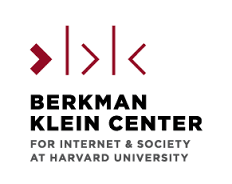 BERKMAN
KLEIN CENTER
FOR INTERNET & SOCIETY
AT HARVARD UNIVERSITY